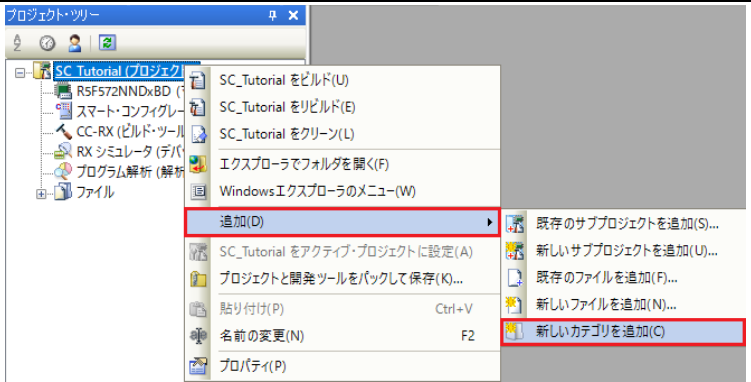 プロジェクト・ツリー
SC_Tutorial (プロジェク
R5F572NNDxBD (
スマート・コンフィグレー
CC-RX (ビルド・ツール
RX シミュレータ (デバ
プログラム解析 (解析
ファイル
SC_Tutorial をビルド(U)
SC_Tutorial をリビルド(E)
SC_Tutorial をクリーン(L)
エクスプローラでフォルダを開く(F)
Windowsエクスプローラのメニュー(W)
追加(D)
SC_Tutorial をアクティブ・プロジェクトに設定(A)
プロジェクトと開発ツールをパックして保存(K)...
貼り付け(P) Ctrl+V
名前の変更(N) F2
プロパティ(P)
既存のサブプロジェクトを追加(S)...
新しいサブプロジェクトを追加(U)...
既存のファイルを追加(F)...
新しいファイルを追加(N)...
新しいカテゴリを追加(C)